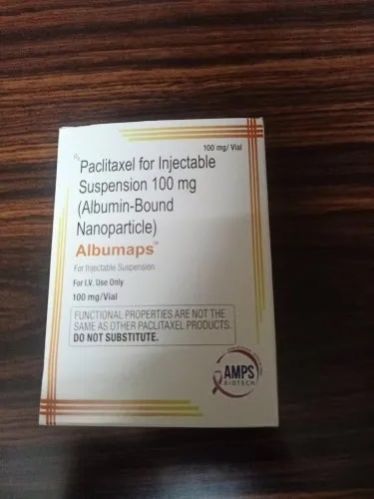 100 mg/ Vial
Rx
Paclitaxel for Injectable
Suspension 100 mg
(Albumin-Bound
Nanoparticle)
Albumaps™
For Injectable Suspension
For I.V. Use Only
100 mg/Vial
FUNCTIONAL PROPERTIES ARE NOT THE
SAME AS OTHER PACLITAXEL PRODUCTS.
DO NOT SUBSTITUTE.
AMPS
BIOTECH